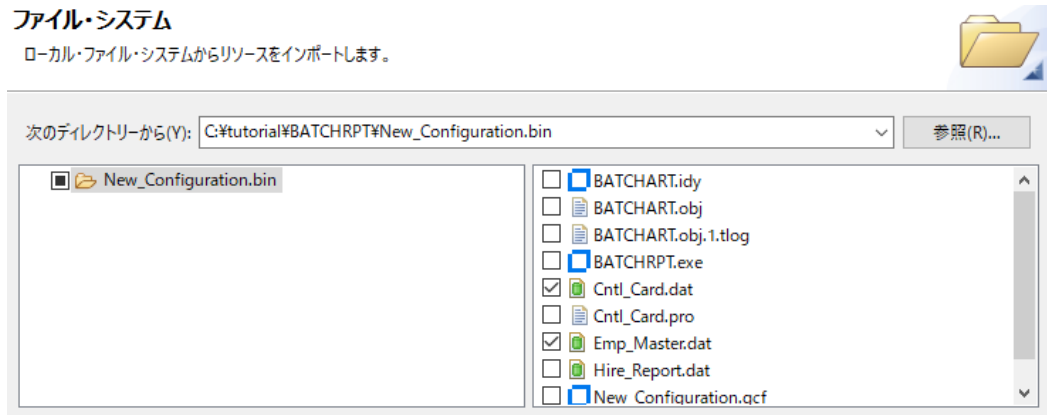 ファイル・システム
ローカル・ファイル・システムからリソースをインポートします。
次のディレクトリーから(Y): C:¥tutorial¥BATCHRPT¥New_Configuration.bin 参照(R)...
New_Configuration.bin
BATCHART.idy
BATCHART.obj
BATCHART.obj.1.tlog
BATCHRPT.exe
Cntl_Card.dat
Cntl_Card.pro
Emp_Master.dat
Hire_Report.dat
New_Configuration.gcf